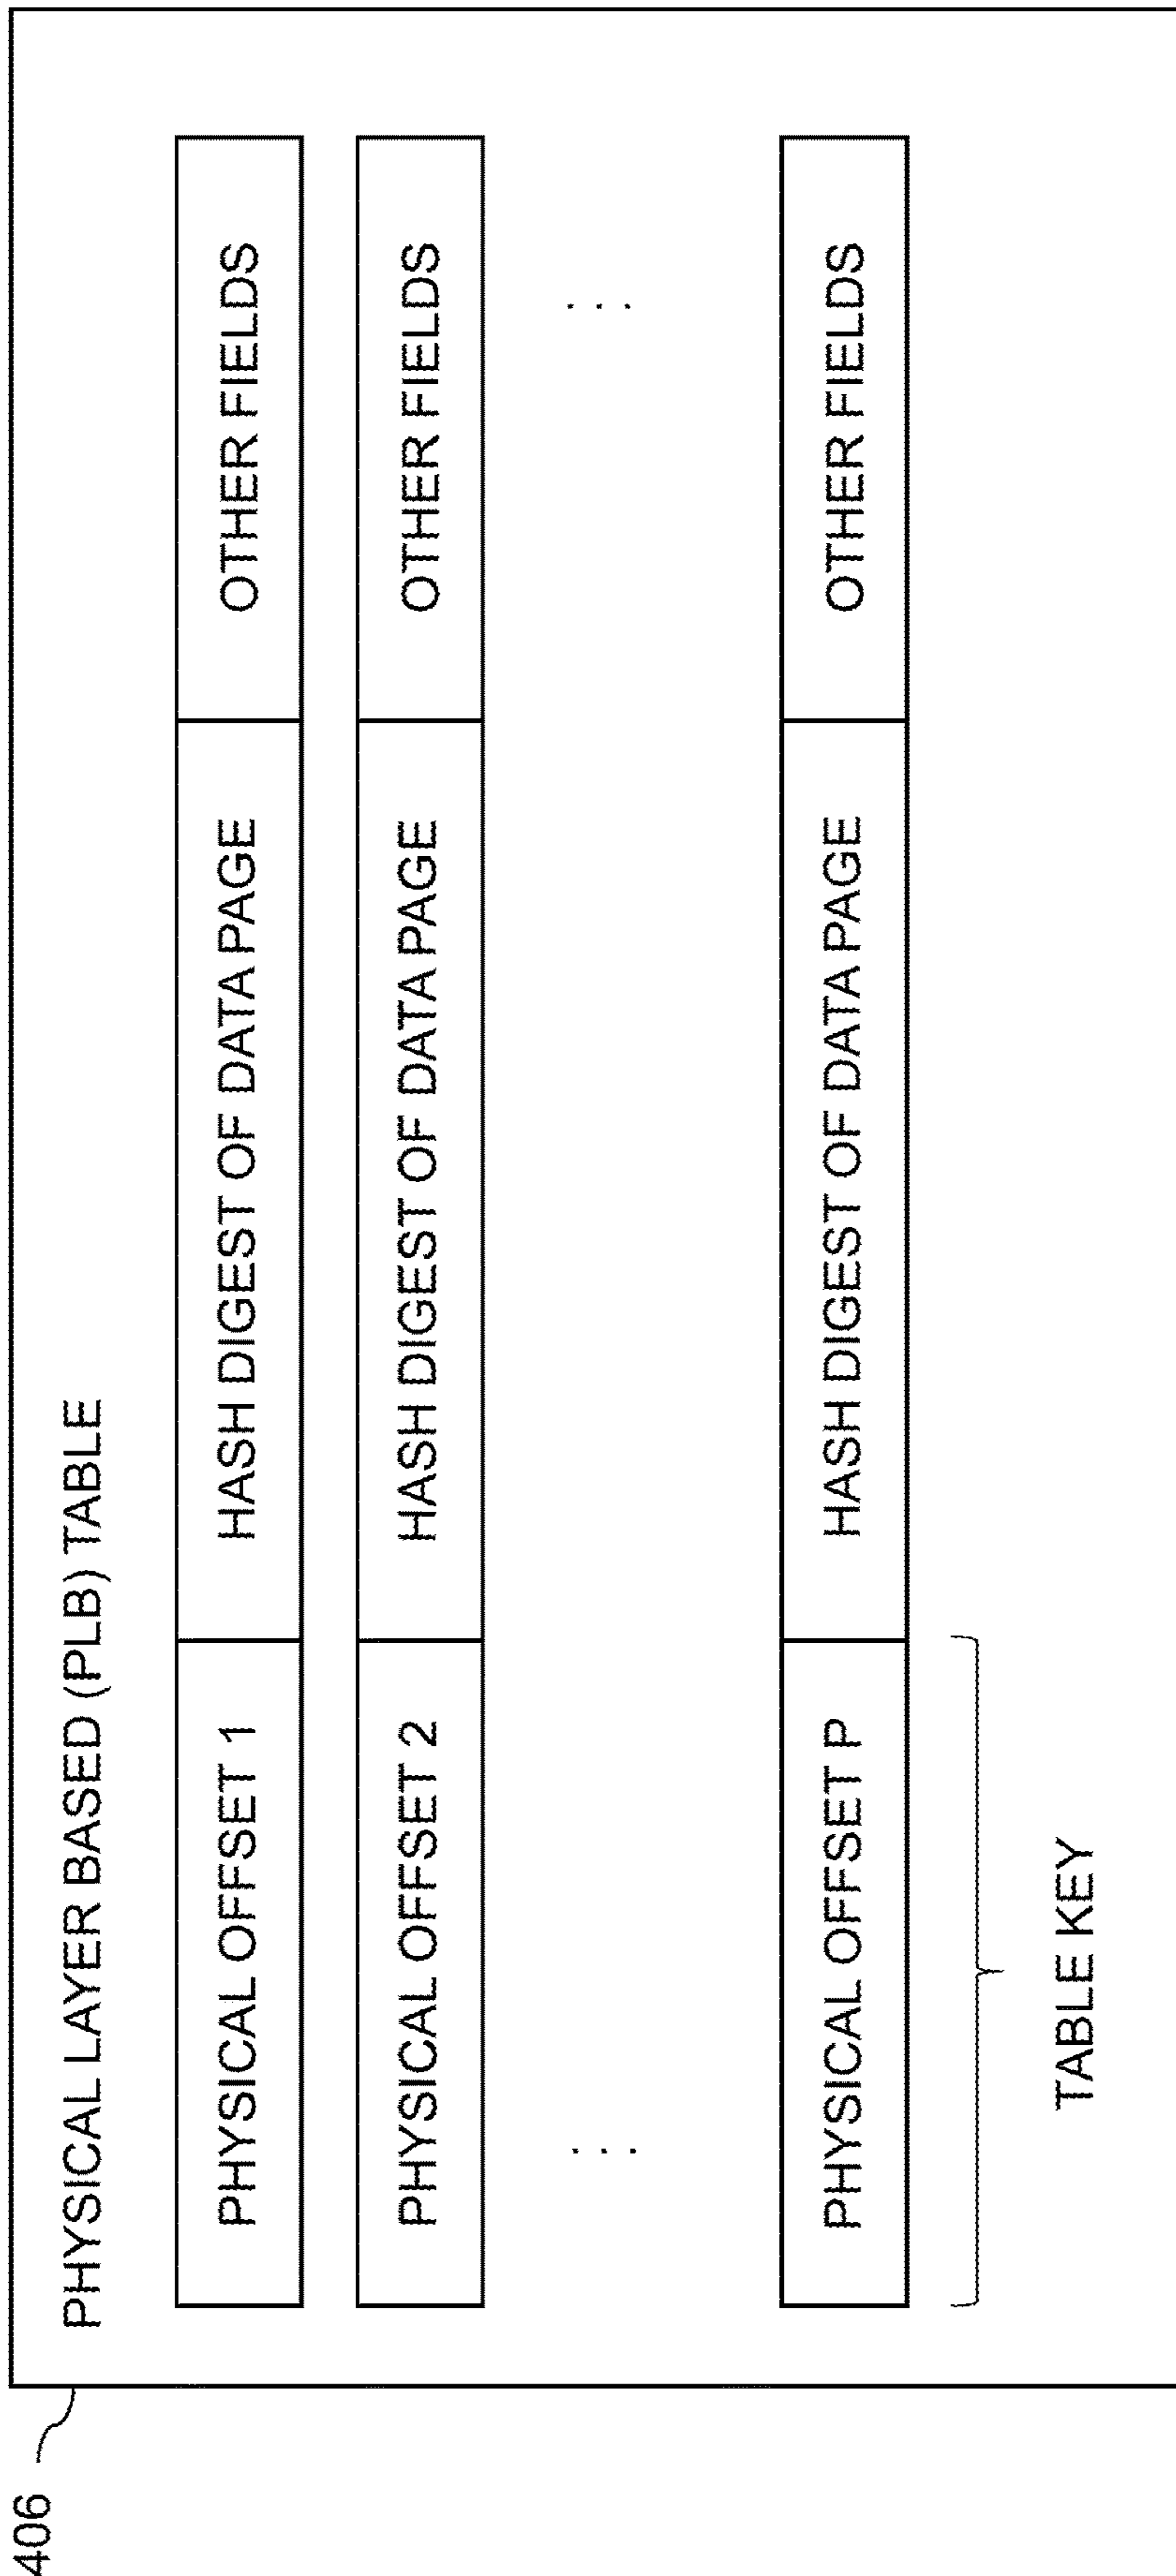 406
PHYSICAL LAYER BASED (PLB) TABLE
PHYSICAL OFFSET 1 HASH DIGEST OF DATA PAGE OTHER FIELDS
PHYSICAL OFFSET 2 HASH DIGEST OF DATA PAGE OTHER FIELDS
. . . . . .
PHYSICAL OFFSET P HASH DIGEST OF DATA PAGE OTHER FIELDS
TABLE KEY